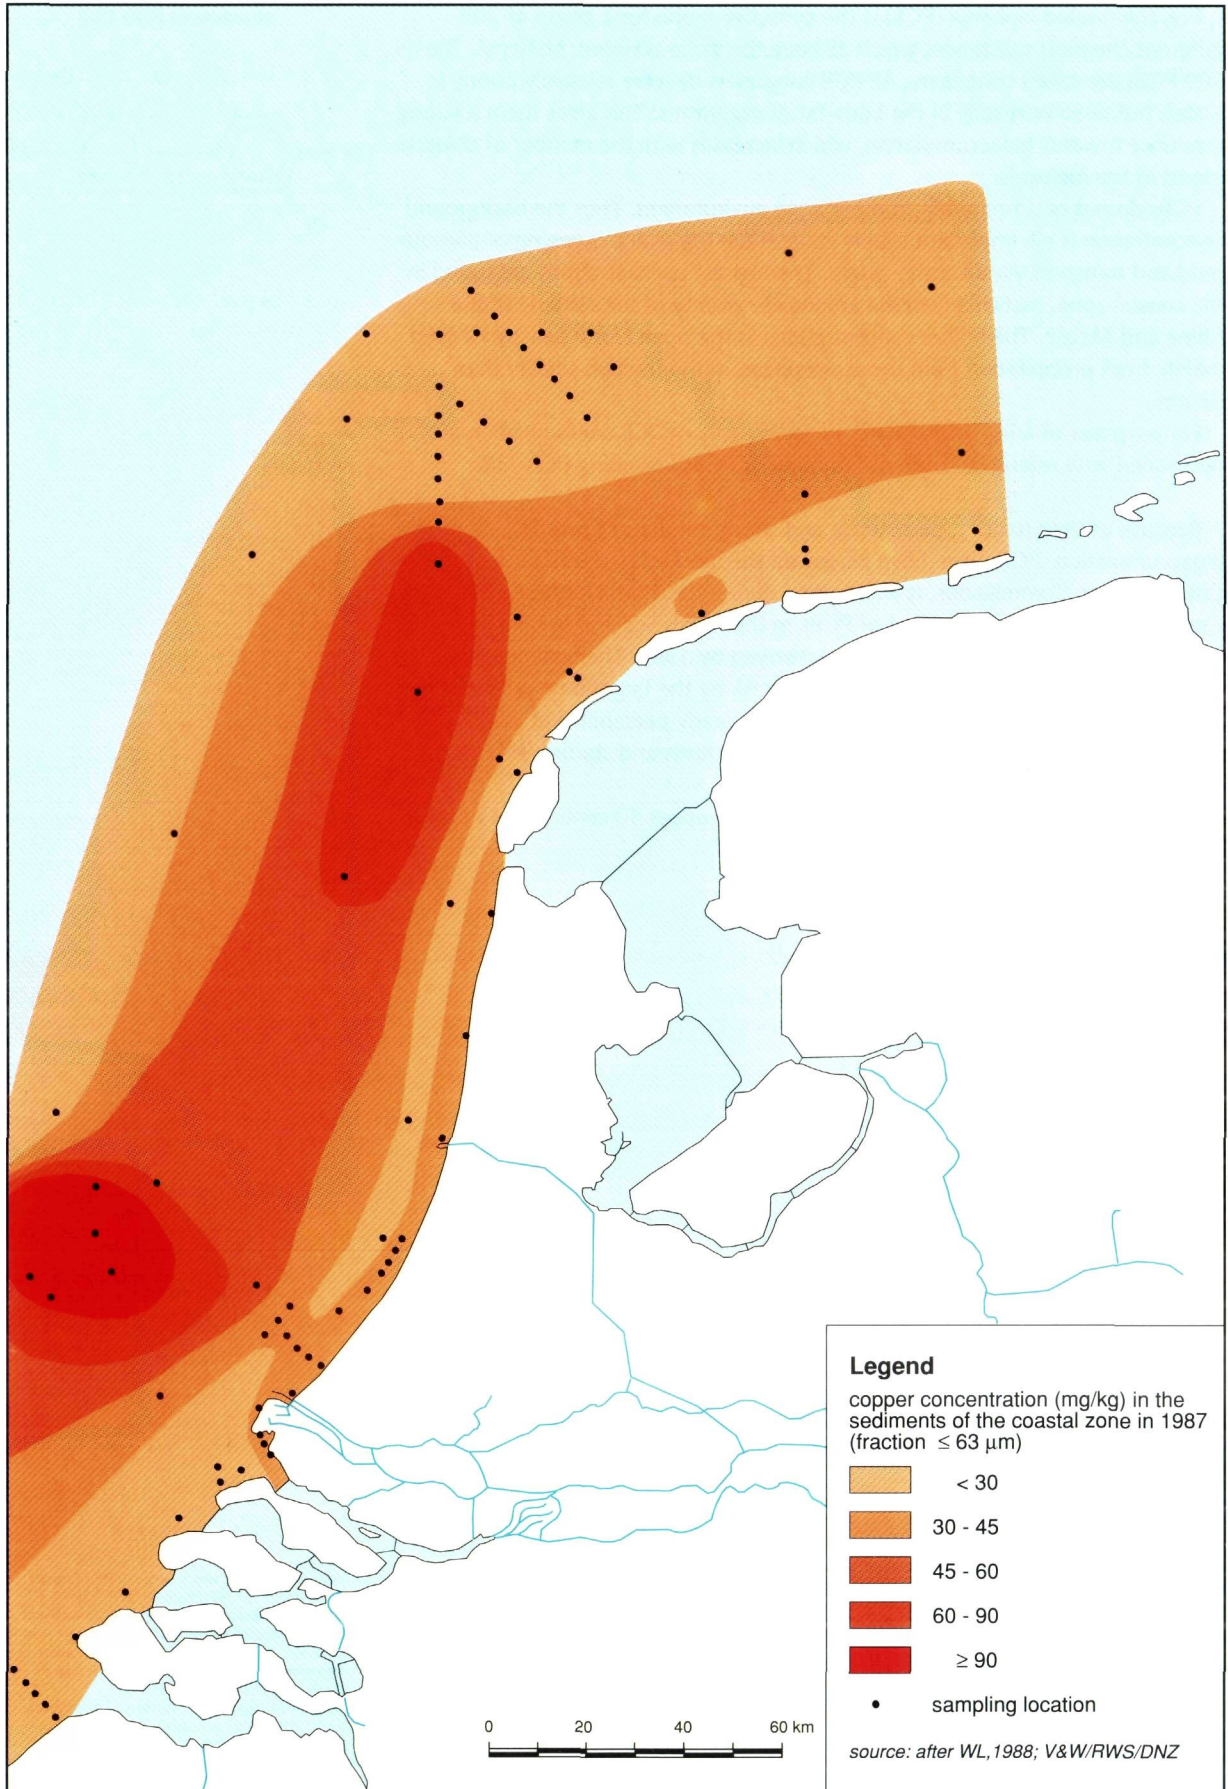 Legend
copper concentration (mg/kg) in the
sediments of the coastal zone in 1987
(fraction ≤ 63 µm)
< 30
30 - 45
45 - 60
60 - 90
≥ 90
sampling location
0 20 40 60 km
source: after WL,1988; V&W/RWS/DNZ